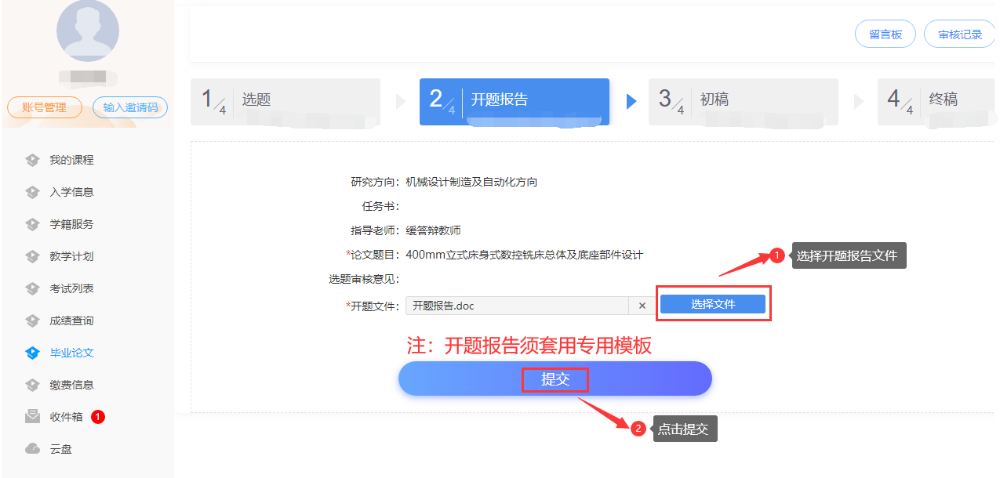 账号管理
输入邀请码
我的课程
入学信息
学籍服务
教学计划
考试列表
成绩查询
毕业论文
缴费信息
收件箱 1
云盘
留言板
审核记录
1/4 选题
2/4 开题报告
3/4 初稿
4/4 终稿
研究方向：机械设计制造及自动化方向
任务书：
指导老师：缓答辩教师
*论文题目：400mm立式床身式数控铣床总体及底座部件设计
1 选择开题报告文件
选题审核意见：
*开题文件：开题报告.doc × 选择文件
注：开题报告须套用专用模板
提交
2 点击提交